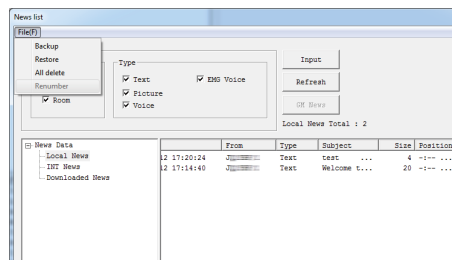 News list
File(F)
Backup
Restore
All delete
Renumber
Room
Type
Text
EMG Voice
Picture
Voice
Input
Refresh
GM News
Local News Total : 2
News Data
Local News
INT News
Downloaded News
From Type Subject Size Position
12 17:20:24 Text test ... 4 -:-- ...
12 17:14:40 Text Welcome t... 20 -:-- ...